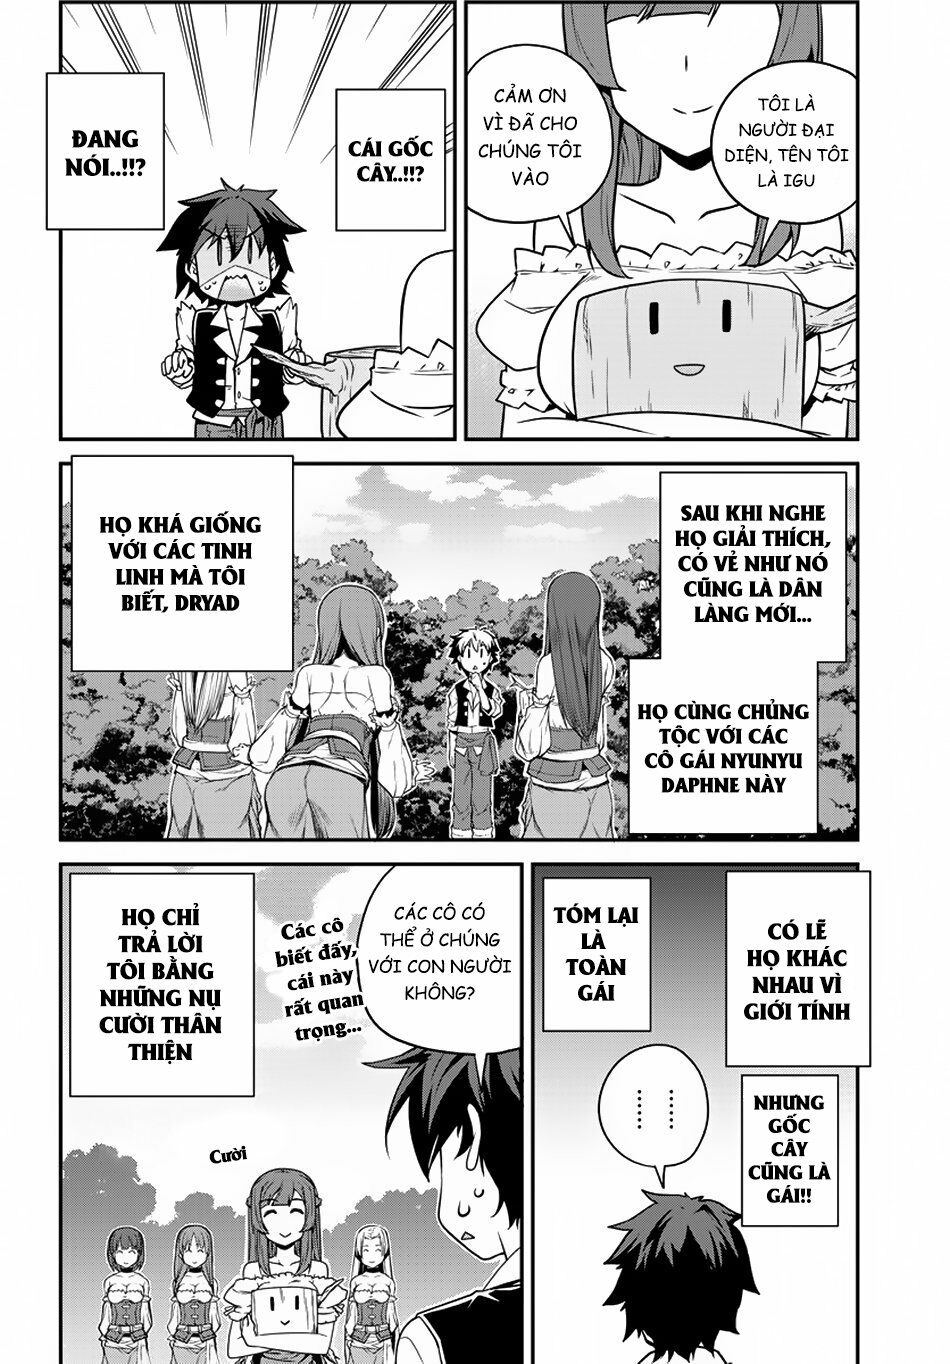 TÔI LÀ
NGƯỜI ĐẠI
DIỆN, TÊN TÔI
LÀ IGU
CẢM ƠN
VÌ ĐÃ CHO
CHÚNG TÔI
VÀO
CÁI GỐC
CÂY..!!?
ĐANG
NÓI..!!?
SAU KHI NGHE
HỌ GIẢI THÍCH,
CÓ VẺ NHƯ NÓ
CŨNG LÀ DÂN
LÀNG MỚI...
HỌ CÙNG CHỦNG
TỘC VỚI CÁC
CÔ GÁI NYUNYU
DAPHNE NÀY
HỌ KHÁ GIỐNG
VỚI CÁC TINH
LINH MÀ TÔI
BIẾT, DRYAD
CÓ LẼ
HỌ KHÁC
NHAU VÌ
GIỚI TÍNH
TÓM LẠI
LÀ
TOÀN
GÁI
NHƯNG
GỐC
CÂY
CŨNG LÀ
GÁI!!
CÁC CÔ CÓ
THỂ Ở CHÚNG
VỚI CON NGƯỜI
KHÔNG?
Các cô
biết đấy,
cái này
rất quan
trọng...
HỌ CHỈ
TRẢ LỜI
TÔI BẰNG
NHỮNG NỤ
CƯỜI THÂN
THIỆN
Cười